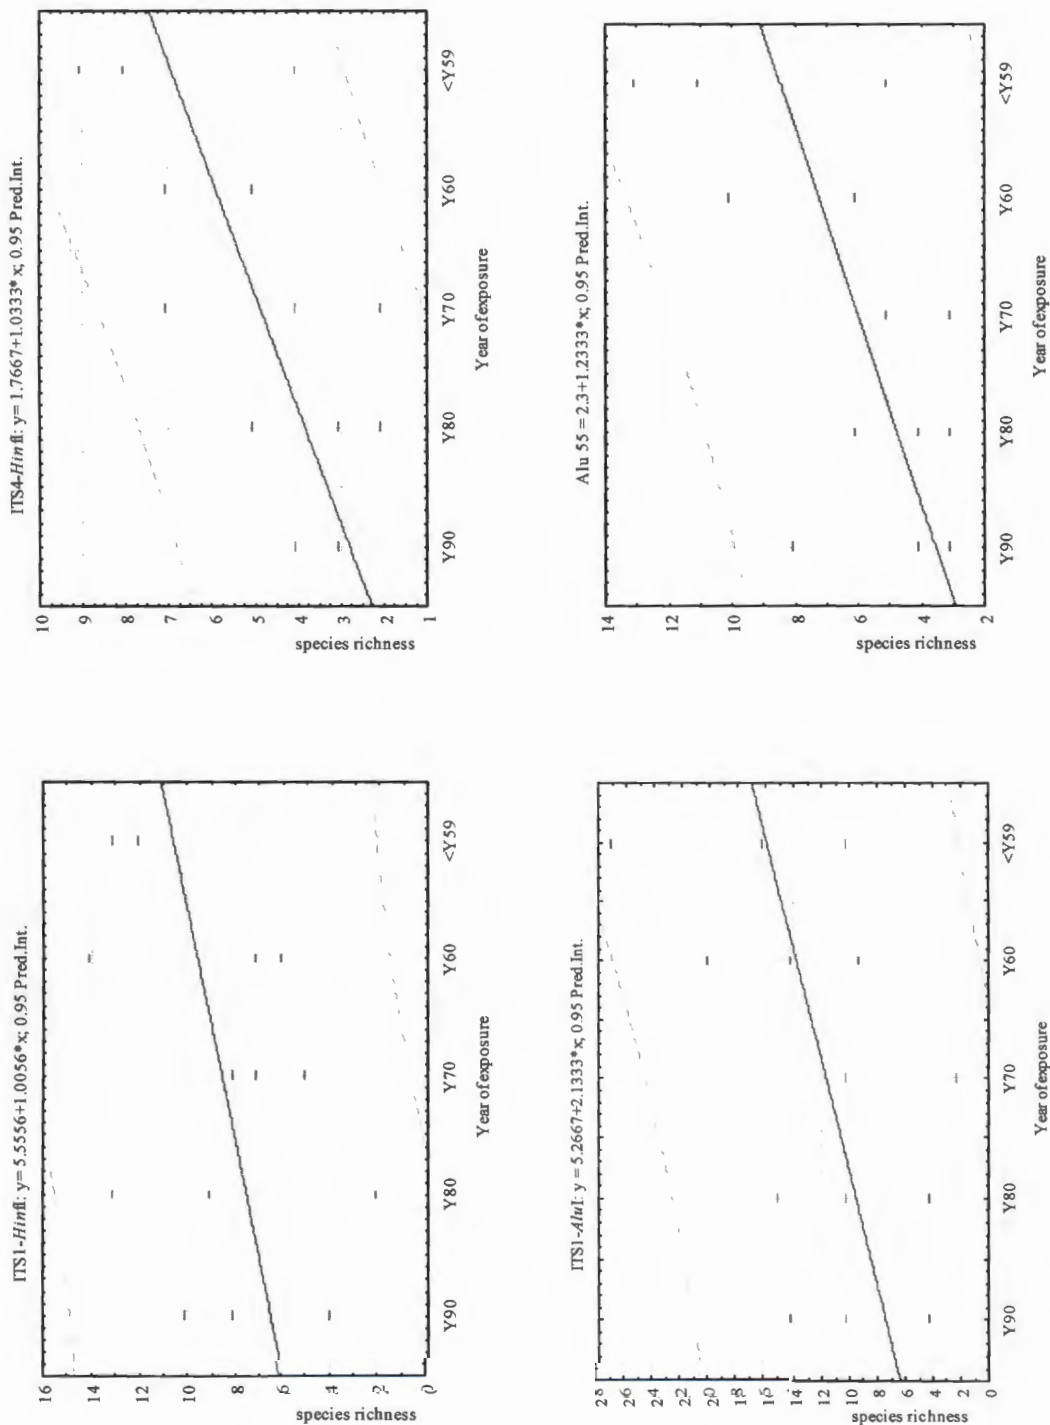 ITS1-HinfI: y= 5.5556+1.0056*x; 0.95 Pred.Int.
species richness
16
14
12
10
8
6
4
2
0
Y90
Y80
Y70
Y60
<Y59
Year of exposure
ITS4-HinfI: y= 1.7667+1.0333*x; 0.95 Pred.Int.
species richness
10
9
8
7
6
5
4
3
2
1
Y90
Y80
Y70
Y60
<Y59
Year of exposure
ITS1-AluI: y = 5.2667+2.1333*x; 0.95 Pred.Int.
species richness
28
26
24
22
20
18
16
14
12
10
8
6
4
2
0
Y90
Y80
Y70
Y60
<Y59
Year of exposure
Alu 55 = 2.3+1.2333*x; 0.95 Pred.Int.
species richness
14
12
10
8
6
4
2
Y90
Y80
Y70
Y60
<Y59
Year of exposure